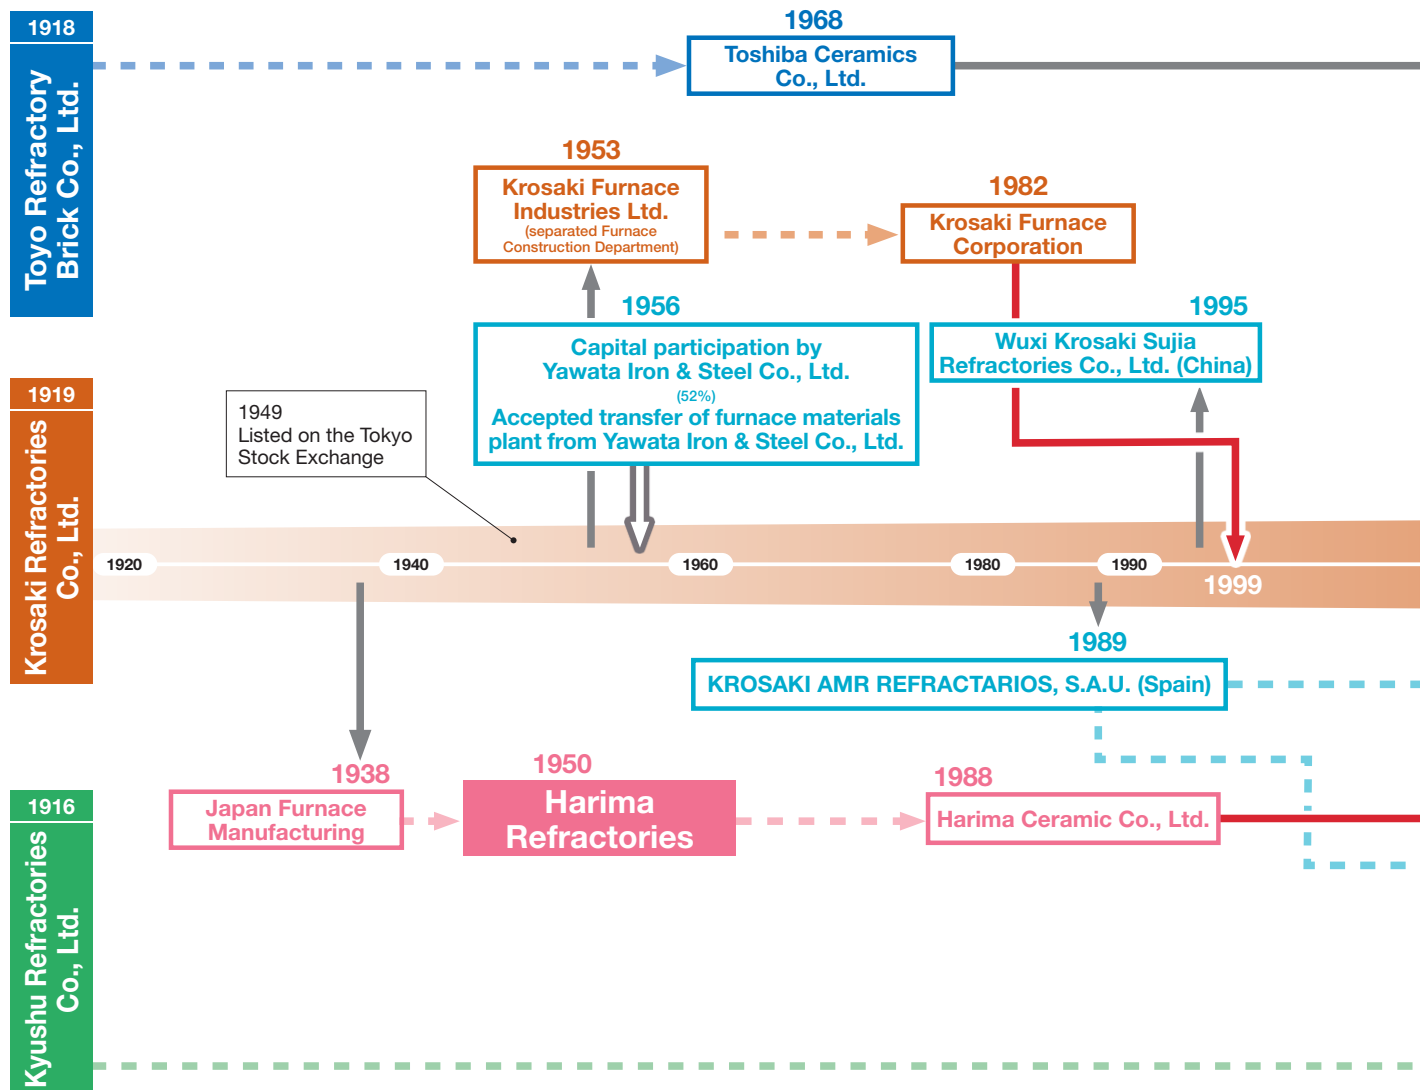 1918
Toyo Refractory
Brick Co., Ltd.
1968
Toshiba Ceramics
Co., Ltd.
1953
Krosaki Furnace
Industries Ltd.
(separated Furnace
Construction Department)
1982
Krosaki Furnace
Corporation
1956
Capital participation by
Yawata Iron & Steel Co., Ltd.
(52%)
Accepted transfer of furnace materials
plant from Yawata Iron & Steel Co., Ltd.
1995
Wuxi Krosaki Sujia
Refractories Co., Ltd. (China)
1919
Krosaki Refractories
Co., Ltd.
1949
Listed on the Tokyo
Stock Exchange
1920
1940
1960
1980
1990
1999
1989
KROSAKI AMR REFRACTARIOS, S.A.U. (Spain)
1938
Japan Furnace
Manufacturing
1950
Harima
Refractories
1988
Harima Ceramic Co., Ltd.
1916
Kyushu Refractories
Co., Ltd.